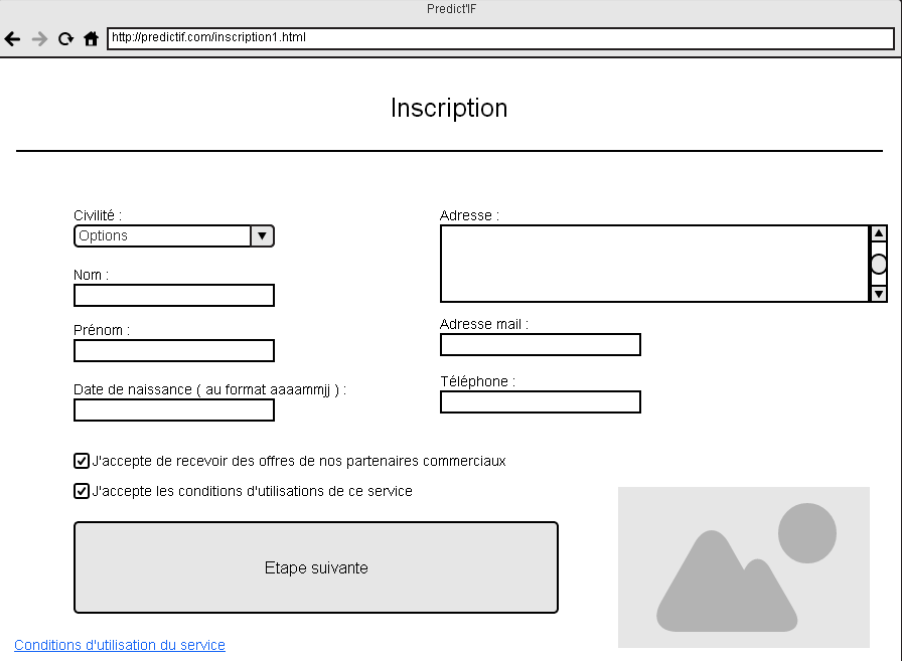 Predict'IF
http://predictif.com/inscription1.html
Inscription
Civilité :
Options
Nom :
Prénom :
Date de naissance ( au format aaaammjj ) :
Adresse :
Adresse mail :
Téléphone :
J'accepte de recevoir des offres de nos partenaires commerciaux
J'accepte les conditions d'utilisations de ce service
Etape suivante
Conditions d'utilisation du service